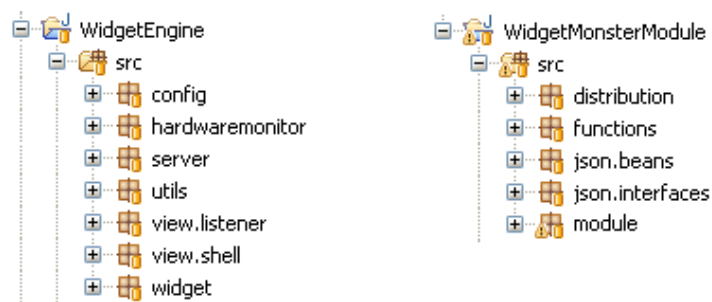 WidgetEngine
src
config
hardwaremonitor
server
utils
view.listener
view.shell
widget
WidgetMonsterModule
src
distribution
functions
json.beans
json.interfaces
module